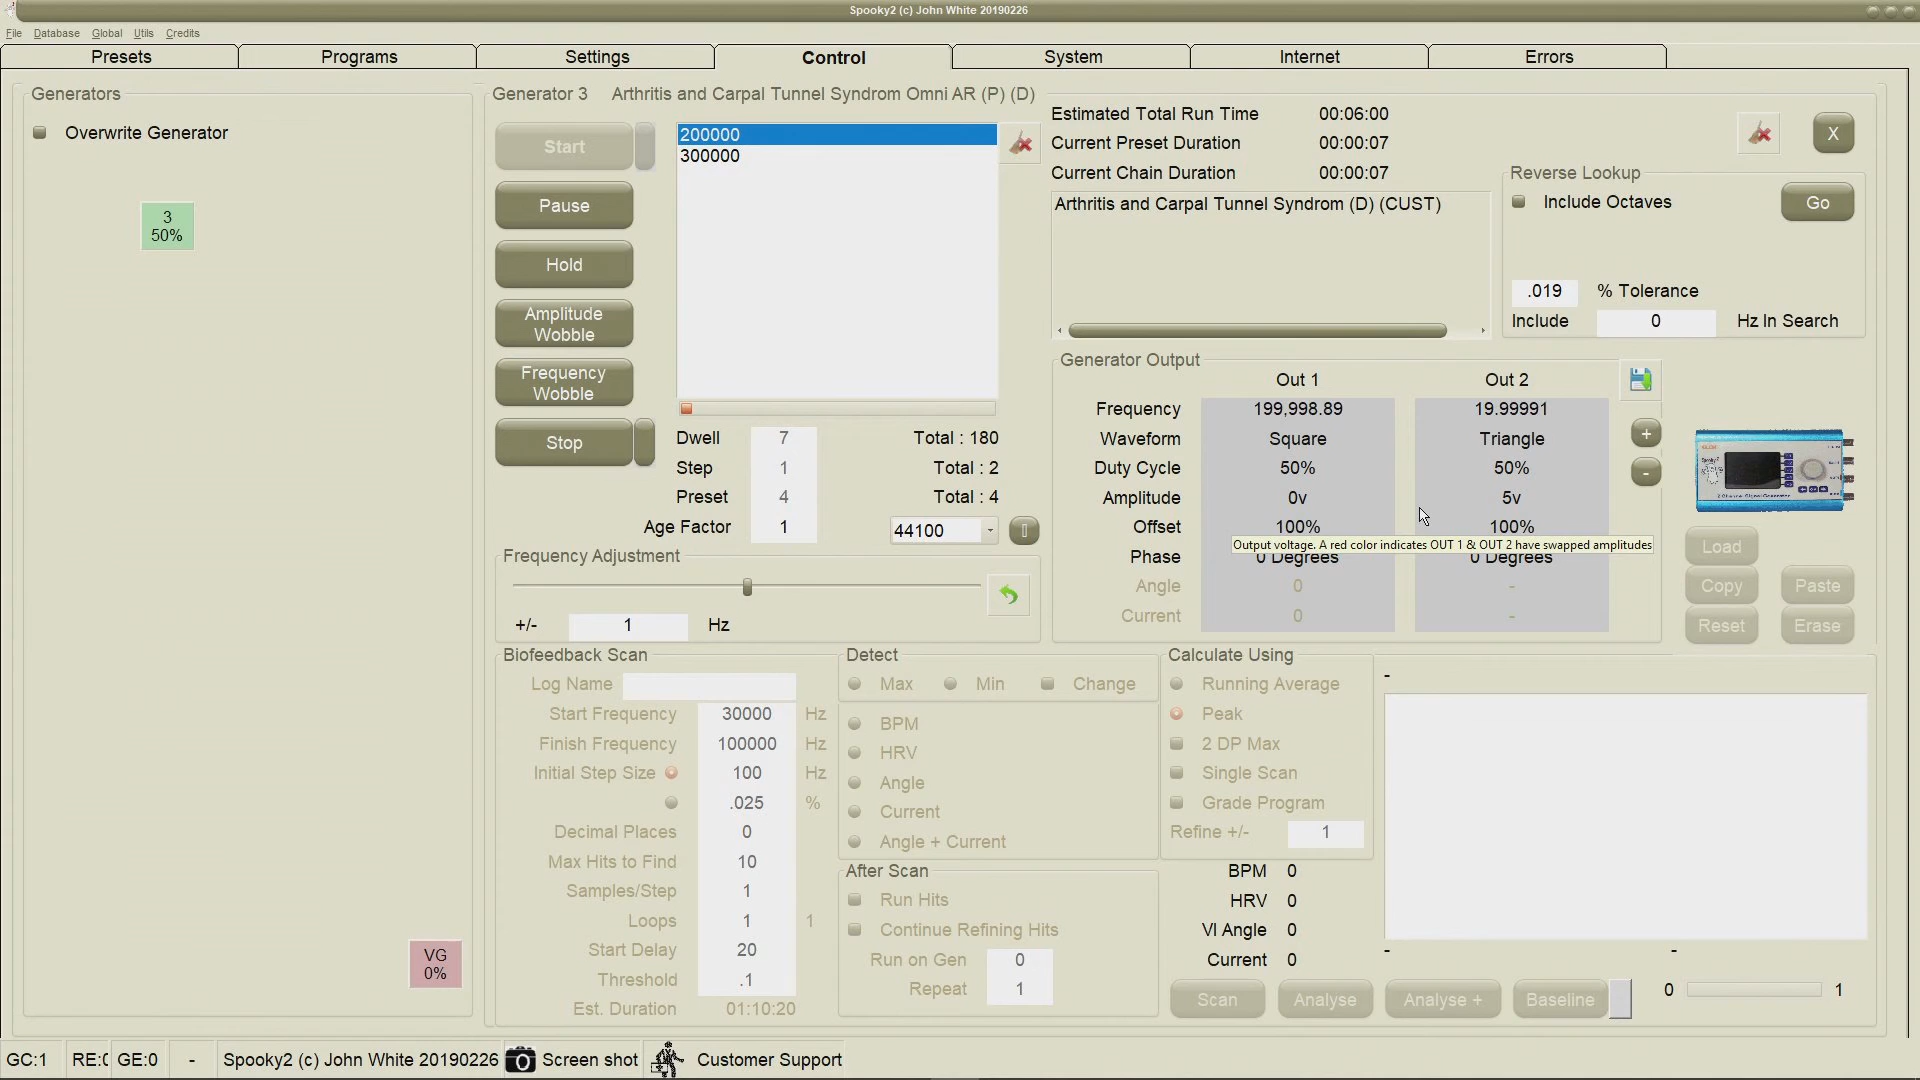 Spooky2 (c) John White 20190226
File Database Global Utils Credits
Presets Programs Settings Control System Internet Errors
Generators
Overwrite Generator
3
50%
VG
0%
Generator 3 Arthritis and Carpal Tunnel Syndrom Omni AR (P) (D)
Start
Pause
Hold
Amplitude
Wobble
Frequency
Wobble
Stop
200000
300000
Dwell 7 Total : 180
Step 1 Total : 2
Preset 4 Total : 4
Age Factor 1 44100
Frequency Adjustment
+/- 1 Hz
Estimated Total Run Time 00:06:00
Current Preset Duration 00:00:07
Current Chain Duration 00:00:07
Arthritis and Carpal Tunnel Syndrom (D) (CUST)
X
Reverse Lookup
Include Octaves Go
.019 % Tolerance
Include 0 Hz In Search
Generator Output
Out 1 Out 2
Frequency 199,998.89 19.99991
Waveform Square Triangle
Duty Cycle 50% 50%
Amplitude 0v 5v
Offset 100% 100%
Output voltage. A red color indicates OUT 1 & OUT 2 have swapped amplitudes
Phase 0 Degrees 0 Degrees
Angle 0 -
Current 0 -
+
-
Load
Copy Paste
Reset Erase
Biofeedback Scan
Log Name
Start Frequency 30000 Hz
Finish Frequency 100000 Hz
Initial Step Size 100 Hz
.025 %
Decimal Places 0
Max Hits to Find 10
Samples/Step 1
Loops 1 1
Start Delay 20
Threshold .1
Est. Duration 01:10:20
Detect
Max Min Change
BPM
HRV
Angle
Current
Angle + Current
After Scan
Run Hits
Continue Refining Hits
Run on Gen 0
Repeat 1
Calculate Using
Running Average
Peak
2 DP Max
Single Scan
Grade Program
Refine +/- 1
BPM 0
HRV 0
VI Angle 0
Current 0
-
- -
Scan Analyse Analyse + Baseline 0 1
GC:1 RE:0 GE:0 - Spooky2 (c) John White 20190226 Screen shot Customer Support